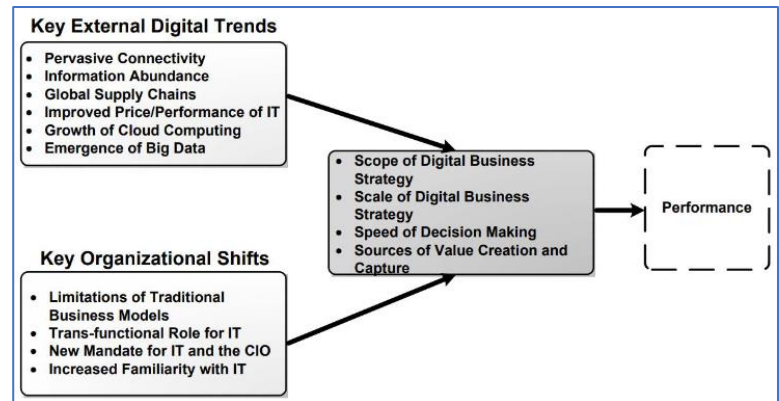 Key External Digital Trends
• Pervasive Connectivity
• Information Abundance
• Global Supply Chains
• Improved Price/Performance of IT
• Growth of Cloud Computing
• Emergence of Big Data
• Scope of Digital Business
Strategy
• Scale of Digital Business
Strategy
• Speed of Decision Making
• Sources of Value Creation and
Capture
Performance
Key Organizational Shifts
• Limitations of Traditional
Business Models
• Trans-functional Role for IT
• New Mandate for IT and the CIO
• Increased Familiarity with IT